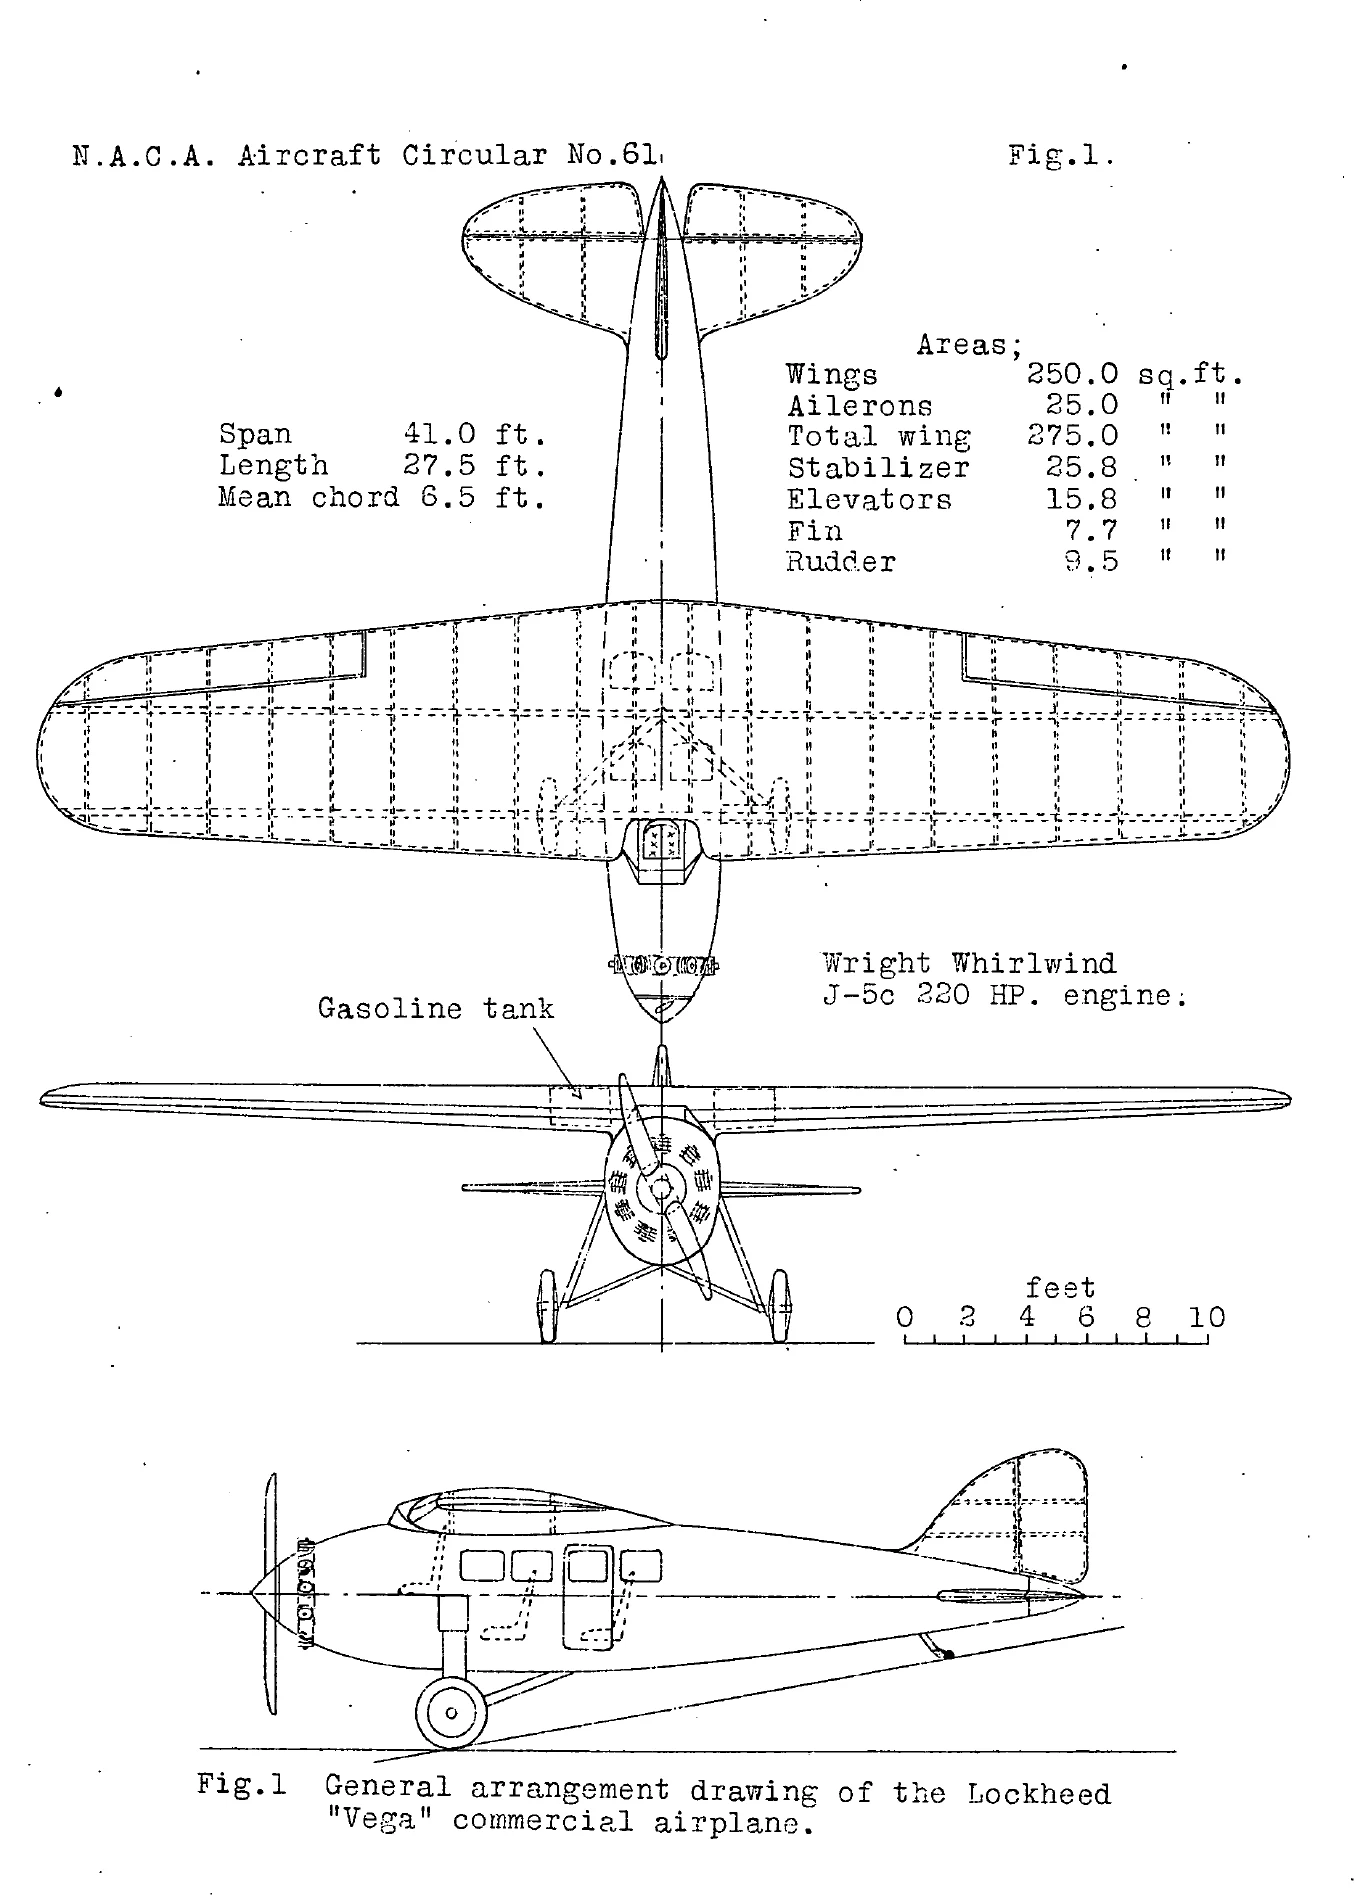 N.A.C.A. Aircraft Circular No.61
Fig.1.
Areas;
Wings 250.0 sq.ft.
Ailerons 25.0 " "
Total wing 275.0 " "
Stabilizer 25.8 " "
Elevators 15.8 " "
Fin 7.7 " "
Rudder 9.5 " "
Span 41.0 ft.
Length 27.5 ft.
Mean chord 6.5 ft.
Wright Whirlwind
J-5c 220 HP. engine.
Gasoline tank
feet
0 2 4 6 8 10
Fig.1 General arrangement drawing of the Lockheed
"Vega" commercial airplane.